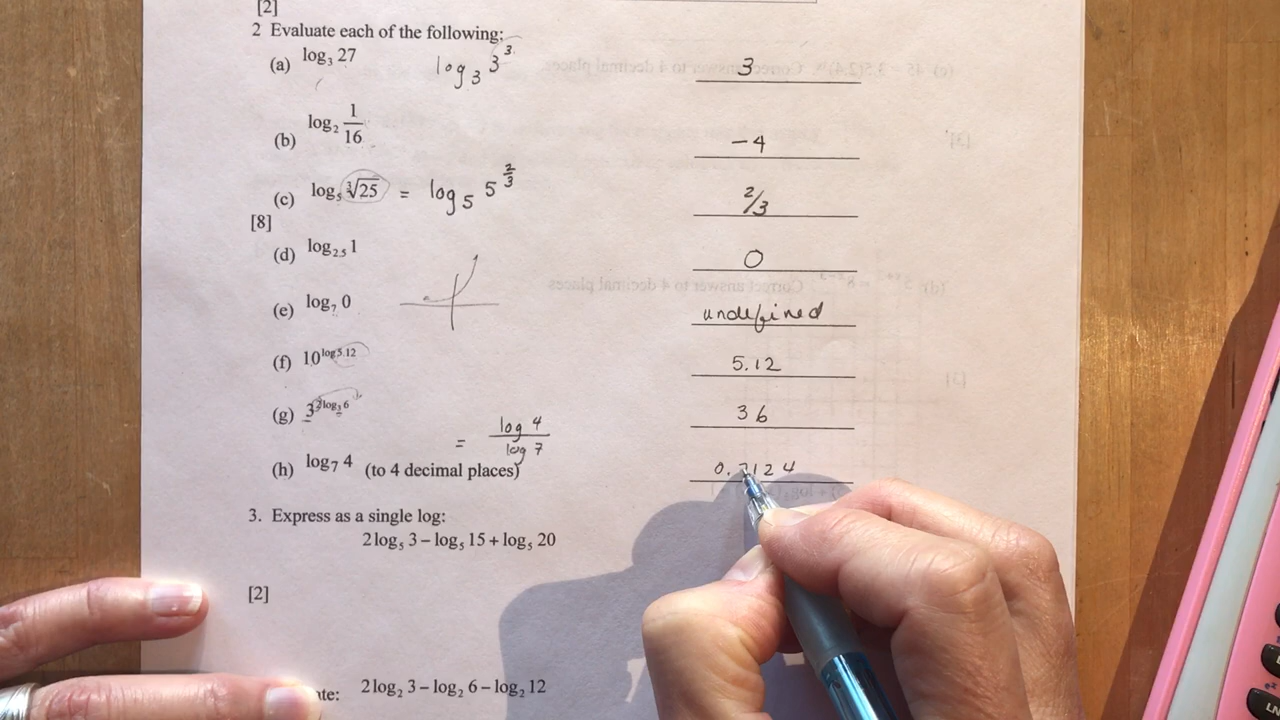 [2]
2 Evaluate each of the following:
(a) log₃ 27 log₃ 3³ 3
(b) log₂ 1/16 -4
(c) log₅ ∛25 = log₅ 5^(2/3) 2/3
[8]
(d) log₂.₅ 1 0
(e) log₇ 0 undefined
(f) 10^(log 5.12) 5.12
(g) 3^(2log₃ 6) 36
(h) log₇ 4 (to 4 decimal places) = log 4 / log 7 0.7124
3. Express as a single log:
2log₅ 3 – log₅ 15 + log₅ 20
[2]
2log₂ 3 – log₂ 6 – log₂ 12